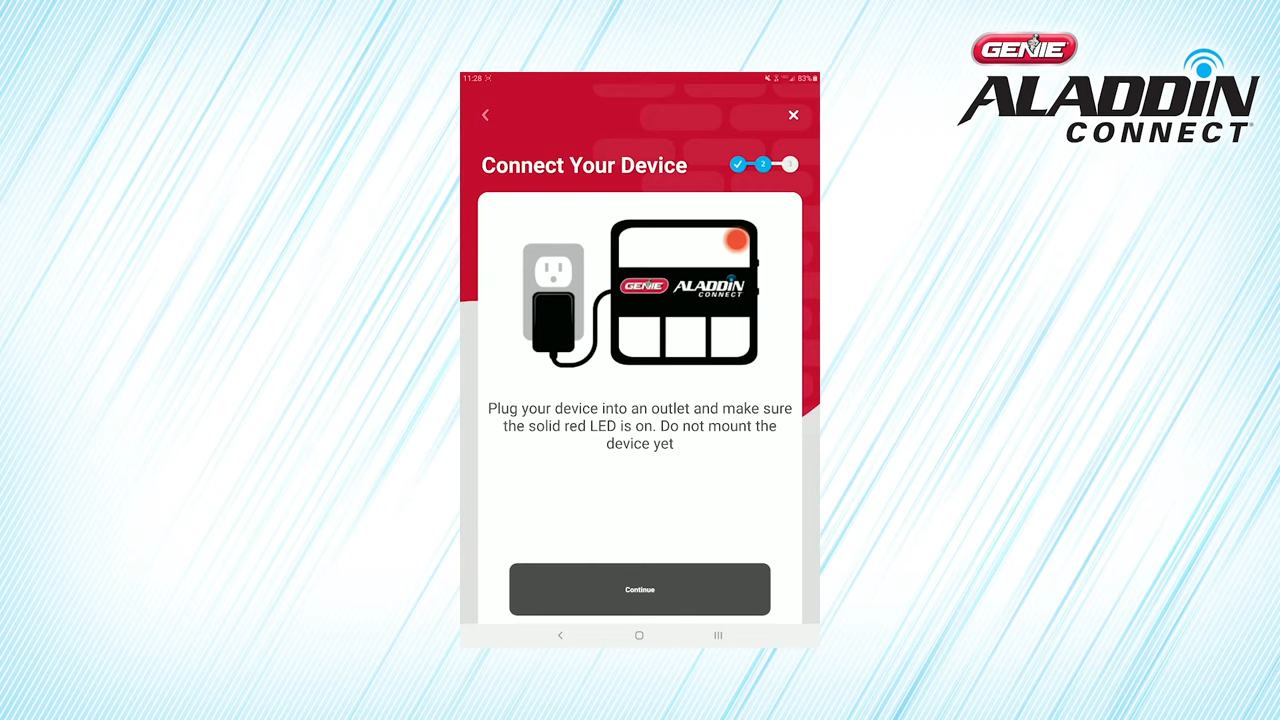 GENIE
ALADDIN
CONNECT
11:28
83%
Connect Your Device
2
3
GENIE
ALADDIN
CONNECT
Plug your device into an outlet and make sure
the solid red LED is on. Do not mount the
device yet
Continue